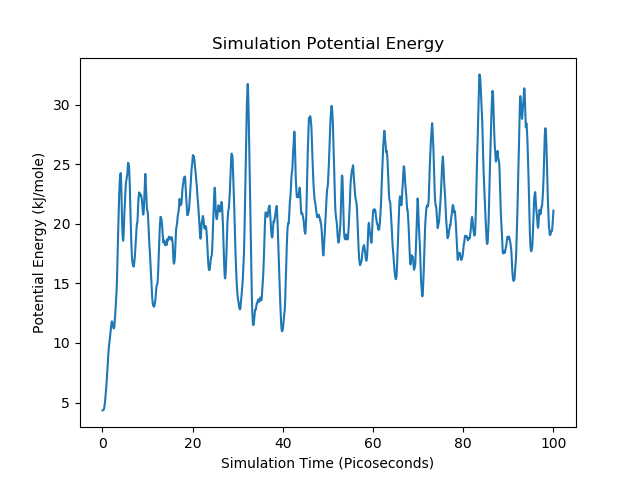 Simulation Potential Energy
Potential Energy (kJ/mole)
30
25
20
15
10
5
0 20 40 60 80 100
Simulation Time (Picoseconds)